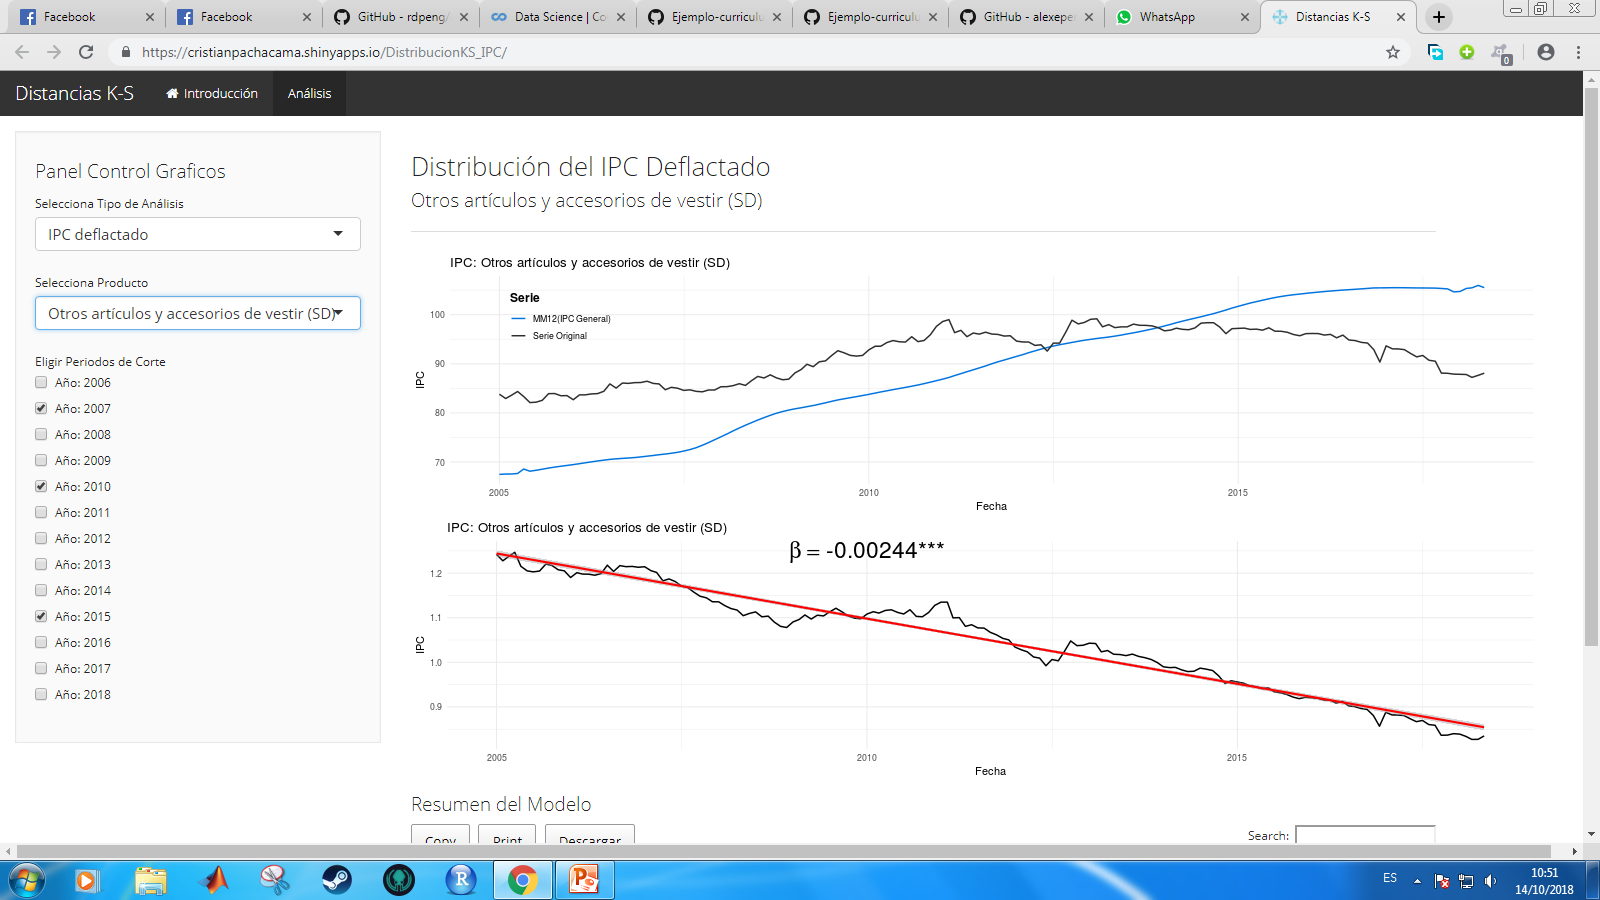 Facebook
Facebook
GitHub - rdpeng/
Data Science | Co
Ejemplo-curriculu
Ejemplo-curriculu
GitHub - alexepe
WhatsApp
Distancias K-S
https://cristianpachacama.shinyapps.io/DistribucionKS_IPC/
0
Distancias K-S
Introducción
Análisis
Panel Control Graficos
Selecciona Tipo de Análisis
IPC deflactado
Selecciona Producto
Otros artículos y accesorios de vestir (SD)
Eligir Periodos de Corte
Año: 2006
Año: 2007
Año: 2008
Año: 2009
Año: 2010
Año: 2011
Año: 2012
Año: 2013
Año: 2014
Año: 2015
Año: 2016
Año: 2017
Año: 2018
Distribución del IPC Deflactado
Otros artículos y accesorios de vestir (SD)
IPC: Otros artículos y accesorios de vestir (SD)
Serie
MM12(IPC General)
Serie Original
100
90
80
70
IPC
2005
2010
2015
Fecha
IPC: Otros artículos y accesorios de vestir (SD)
β = -0.00244***
1.2
1.1
1.0
0.9
IPC
2005
2010
2015
Fecha
Resumen del Modelo
Copy
Print
Descargar
Search:
ES
10:51
14/10/2018